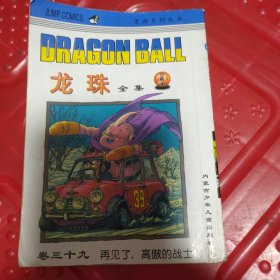 JUMP COMICS
漫画系列丛书
DRAGON BALL
龙珠 全集
39
卷三十九 再见了，高傲的战士
内蒙古少年儿童出版社